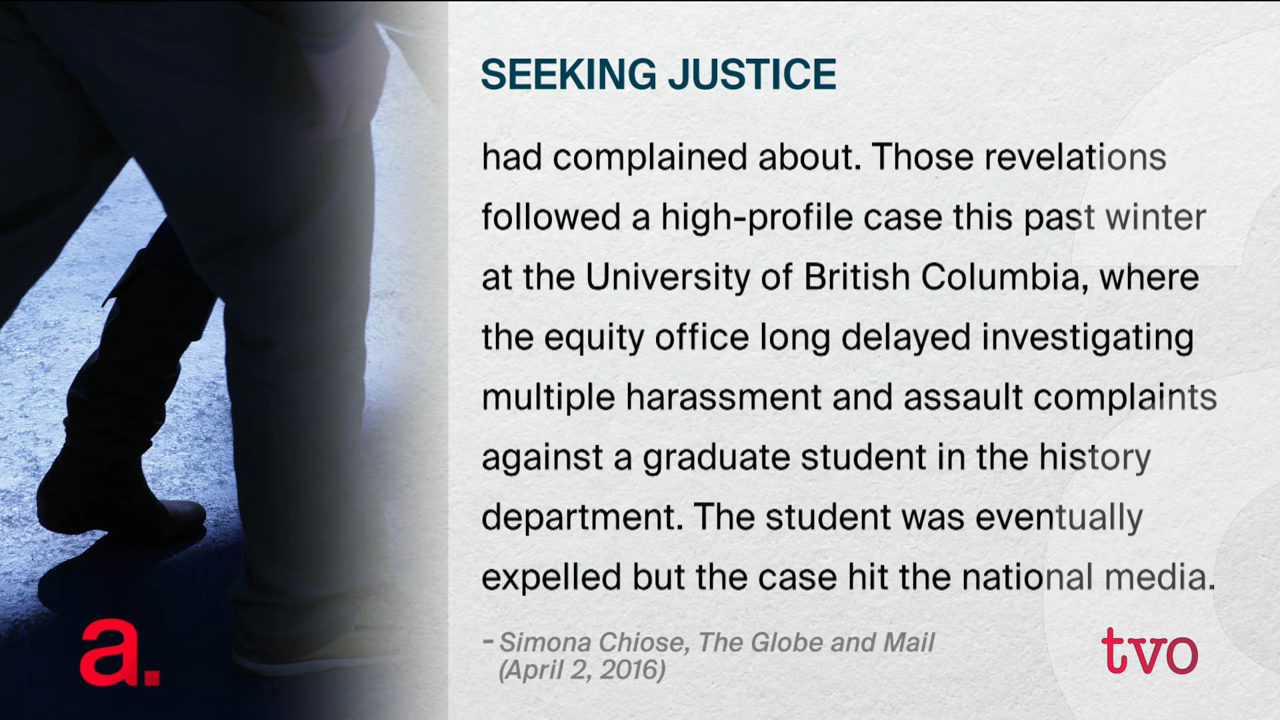 SEEKING JUSTICE
had complained about. Those revelations
followed a high-profile case this past winter
at the University of British Columbia, where
the equity office long delayed investigating
multiple harassment and assault complaints
against a graduate student in the history
department. The student was eventually
expelled but the case hit the national media.
– Simona Chiose, The Globe and Mail
(April 2, 2016)
a.
tvo